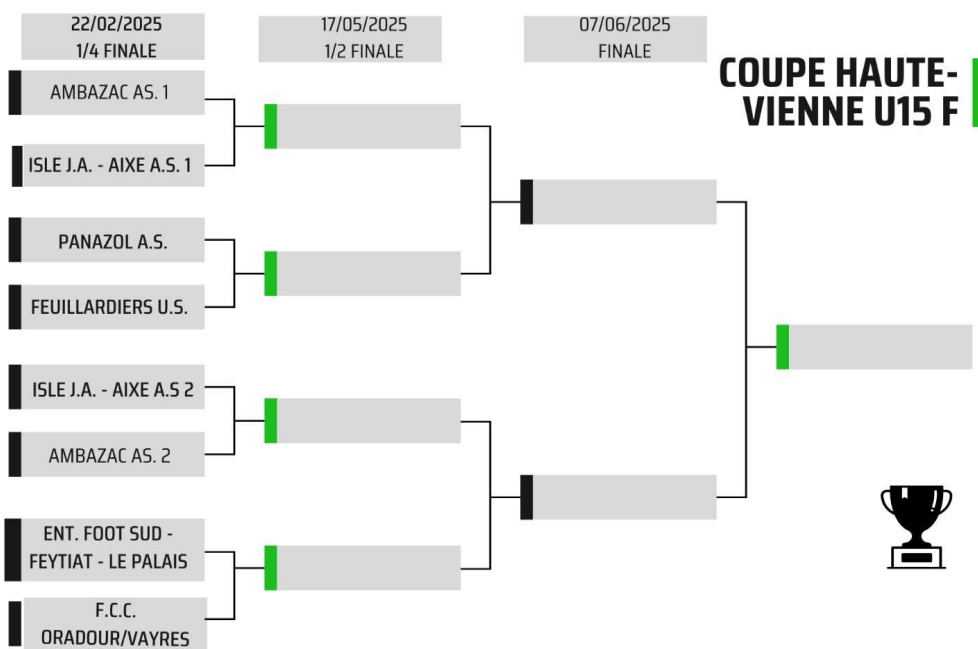 22/02/2025
1/4 FINALE
17/05/2025
1/2 FINALE
07/06/2025
FINALE
COUPE HAUTE-
VIENNE U15 F
AMBAZAC AS. 1
ISLE J.A. - AIXE A.S. 1
PANAZOL A.S.
FEUILLARDIERS U.S.
ISLE J.A. - AIXE A.S 2
AMBAZAC AS. 2
ENT. FOOT SUD -
FEYTIAT - LE PALAIS
F.C.C.
ORADOUR/VAYRES